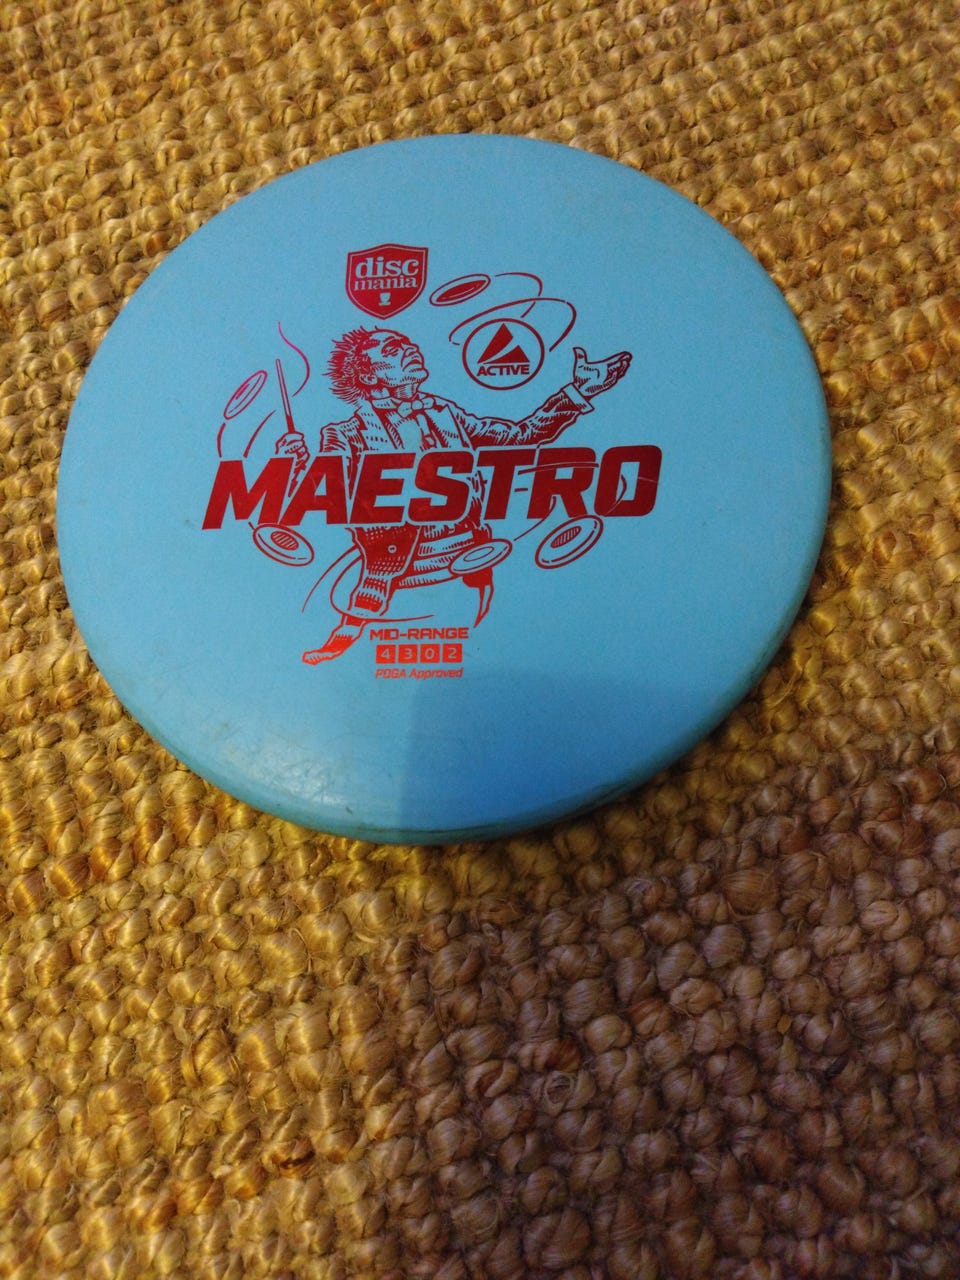 disc
mania
ACTIVE
MAESTRO
MID-RANGE
4 3 0 2
PDGA Approved